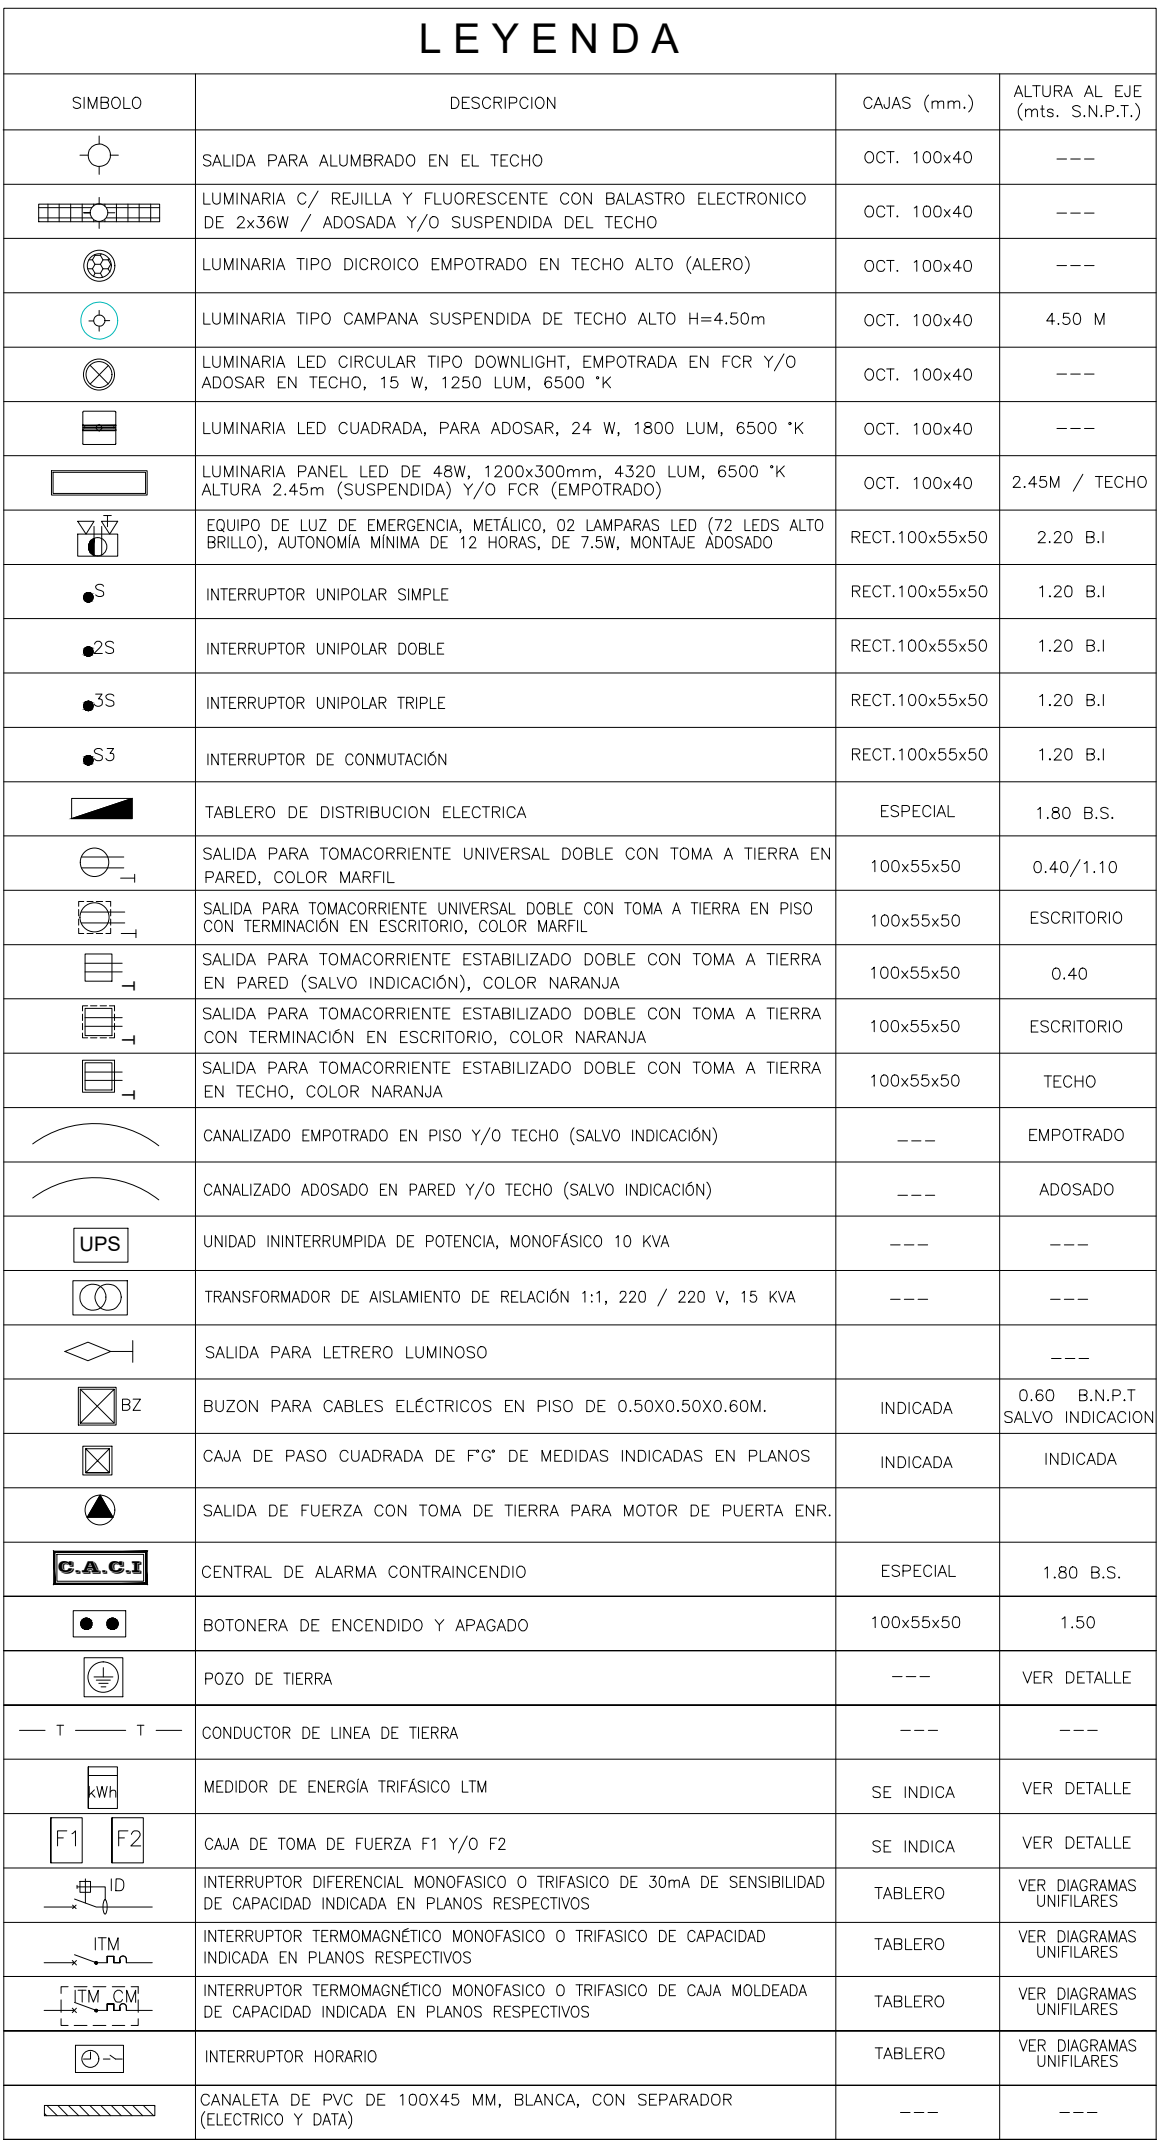 LEYENDA
SIMBOLO DESCRIPCION CAJAS (mm.) ALTURA AL EJE
(mts. S.N.P.T.)
SALIDA PARA ALUMBRADO EN EL TECHO OCT. 100x40 ---
LUMINARIA C/ REJILLA Y FLUORESCENTE CON BALASTRO ELECTRONICO
DE 2x36W / ADOSADA Y/O SUSPENDIDA DEL TECHO OCT. 100x40 ---
LUMINARIA TIPO DICROICO EMPOTRADO EN TECHO ALTO (ALERO) OCT. 100x40 ---
LUMINARIA TIPO CAMPANA SUSPENDIDA DE TECHO ALTO H=4.50m OCT. 100x40 4.50 M
LUMINARIA LED CIRCULAR TIPO DOWNLIGHT, EMPOTRADA EN FCR Y/O
ADOSAR EN TECHO, 15 W, 1250 LUM, 6500 °K OCT. 100x40 ---
LUMINARIA LED CUADRADA, PARA ADOSAR, 24 W, 1800 LUM, 6500 °K OCT. 100x40 ---
LUMINARIA PANEL LED DE 48W, 1200x300mm, 4320 LUM, 6500 °K
ALTURA 2.45m (SUSPENDIDA) Y/O FCR (EMPOTRADO) OCT. 100x40 2.45M / TECHO
EQUIPO DE LUZ DE EMERGENCIA, METÁLICO, 02 LAMPARAS LED (72 LEDS ALTO
BRILLO), AUTONOMÍA MÍNIMA DE 12 HORAS, DE 7.5W, MONTAJE ADOSADO RECT.100x55x50 2.20 B.I
S INTERRUPTOR UNIPOLAR SIMPLE RECT.100x55x50 1.20 B.I
2S INTERRUPTOR UNIPOLAR DOBLE RECT.100x55x50 1.20 B.I
3S INTERRUPTOR UNIPOLAR TRIPLE RECT.100x55x50 1.20 B.I
S3 INTERRUPTOR DE CONMUTACIÓN RECT.100x55x50 1.20 B.I
TABLERO DE DISTRIBUCION ELECTRICA ESPECIAL 1.80 B.S.
SALIDA PARA TOMACORRIENTE UNIVERSAL DOBLE CON TOMA A TIERRA EN
PARED, COLOR MARFIL 100x55x50 0.40/1.10
SALIDA PARA TOMACORRIENTE UNIVERSAL DOBLE CON TOMA A TIERRA EN PISO
CON TERMINACIÓN EN ESCRITORIO, COLOR MARFIL 100x55x50 ESCRITORIO
SALIDA PARA TOMACORRIENTE ESTABILIZADO DOBLE CON TOMA A TIERRA
EN PARED (SALVO INDICACIÓN), COLOR NARANJA 100x55x50 0.40
SALIDA PARA TOMACORRIENTE ESTABILIZADO DOBLE CON TOMA A TIERRA
CON TERMINACIÓN EN ESCRITORIO, COLOR NARANJA 100x55x50 ESCRITORIO
SALIDA PARA TOMACORRIENTE ESTABILIZADO DOBLE CON TOMA A TIERRA
EN TECHO, COLOR NARANJA 100x55x50 TECHO
CANALIZADO EMPOTRADO EN PISO Y/O TECHO (SALVO INDICACIÓN) --- EMPOTRADO
CANALIZADO ADOSADO EN PARED Y/O TECHO (SALVO INDICACIÓN) --- ADOSADO
UPS UNIDAD ININTERRUMPIDA DE POTENCIA, MONOFÁSICO 10 KVA --- ---
TRANSFORMADOR DE AISLAMIENTO DE RELACIÓN 1:1, 220 / 220 V, 15 KVA --- ---
SALIDA PARA LETRERO LUMINOSO ---
BZ BUZON PARA CABLES ELÉCTRICOS EN PISO DE 0.50X0.50X0.60M. INDICADA 0.60 B.N.P.T
SALVO INDICACION
CAJA DE PASO CUADRADA DE F°G° DE MEDIDAS INDICADAS EN PLANOS INDICADA INDICADA
SALIDA DE FUERZA CON TOMA DE TIERRA PARA MOTOR DE PUERTA ENR.
C.A.C.I CENTRAL DE ALARMA CONTRAINCENDIO ESPECIAL 1.80 B.S.
BOTONERA DE ENCENDIDO Y APAGADO 100x55x50 1.50
POZO DE TIERRA --- VER DETALLE
T T CONDUCTOR DE LINEA DE TIERRA --- ---
kWh MEDIDOR DE ENERGÍA TRIFÁSICO LTM SE INDICA VER DETALLE
F1 F2 CAJA DE TOMA DE FUERZA F1 Y/O F2 SE INDICA VER DETALLE
ID INTERRUPTOR DIFERENCIAL MONOFASICO O TRIFASICO DE 30mA DE SENSIBILIDAD
DE CAPACIDAD INDICADA EN PLANOS RESPECTIVOS TABLERO VER DIAGRAMAS
UNIFILARES
ITM INTERRUPTOR TERMOMAGNÉTICO MONOFASICO O TRIFASICO DE CAPACIDAD
INDICADA EN PLANOS RESPECTIVOS TABLERO VER DIAGRAMAS
UNIFILARES
ITM CM INTERRUPTOR TERMOMAGNÉTICO MONOFASICO O TRIFASICO DE CAJA MOLDEADA
DE CAPACIDAD INDICADA EN PLANOS RESPECTIVOS TABLERO VER DIAGRAMAS
UNIFILARES
INTERRUPTOR HORARIO TABLERO VER DIAGRAMAS
UNIFILARES
CANALETA DE PVC DE 100X45 MM, BLANCA, CON SEPARADOR
(ELECTRICO Y DATA) --- ---